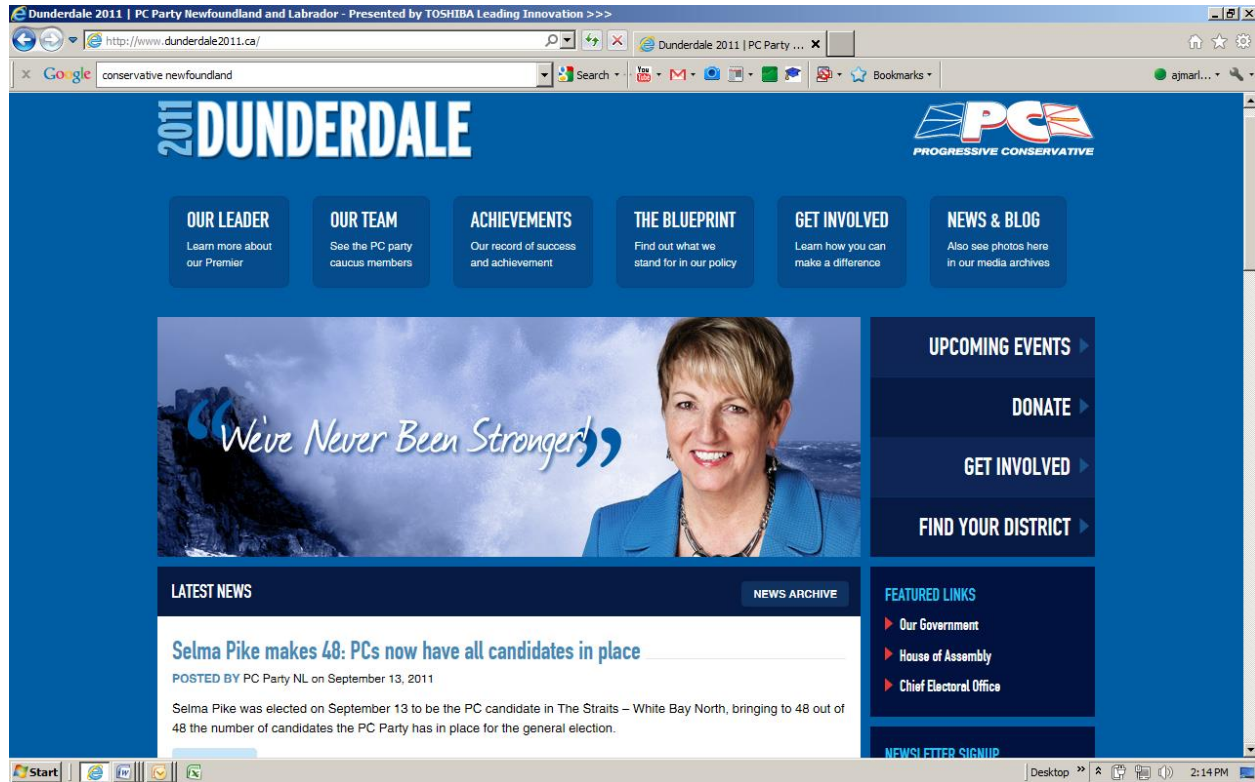 Dunderdale 2011 | PC Party Newfoundland and Labrador - Presented by TOSHIBA Leading Innovation >>>
http://www.dunderdale2011.ca/
Dunderdale 2011 | PC Party ...
x Google conservative newfoundland Search Bookmarks ajmarl...
2011 DUNDERDALE
PC
PROGRESSIVE CONSERVATIVE
OUR LEADER
Learn more about
our Premier
OUR TEAM
See the PC party
caucus members
ACHIEVEMENTS
Our record of success
and achievement
THE BLUEPRINT
Find out what we
stand for in our policy
GET INVOLVED
Learn how you can
make a difference
NEWS & BLOG
Also see photos here
in our media archives
“We've Never Been Stronger!”
UPCOMING EVENTS
DONATE
GET INVOLVED
FIND YOUR DISTRICT
LATEST NEWS
NEWS ARCHIVE
Selma Pike makes 48: PCs now have all candidates in place
POSTED BY PC Party NL on September 13, 2011
Selma Pike was elected on September 13 to be the PC candidate in The Straits – White Bay North, bringing to 48 out of
48 the number of candidates the PC Party has in place for the general election.
FEATURED LINKS
Our Government
House of Assembly
Chief Electoral Office
NEWSLETTER SIGNUP
Start
Desktop »
2:14 PM